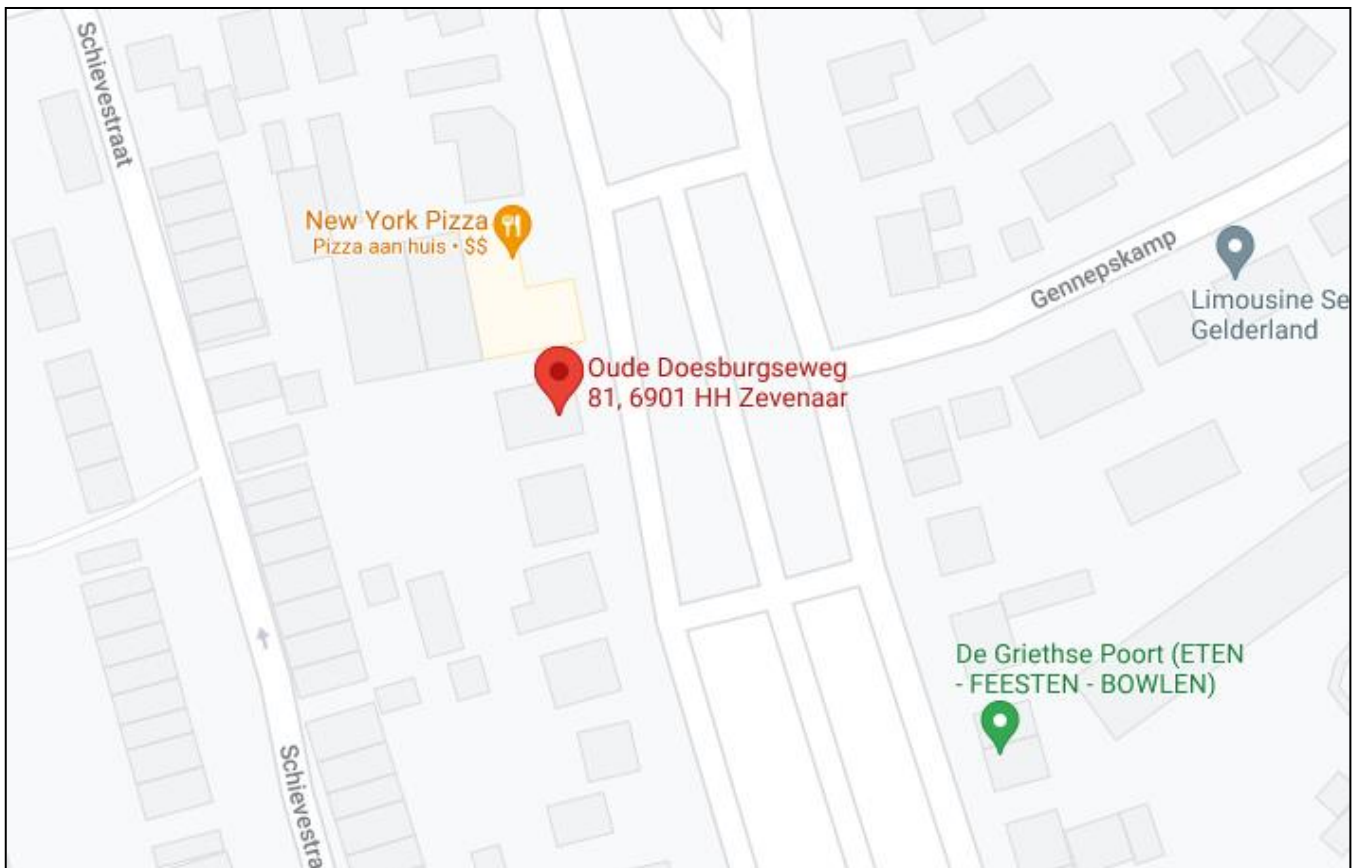 Schievestraat
New York Pizza
Pizza aan huis • $$
Gennepskamp
Limousine Se
Gelderland
Oude Doesburgseweg
81, 6901 HH Zevenaar
De Griethse Poort (ETEN
- FEESTEN - BOWLEN)
Schievestra